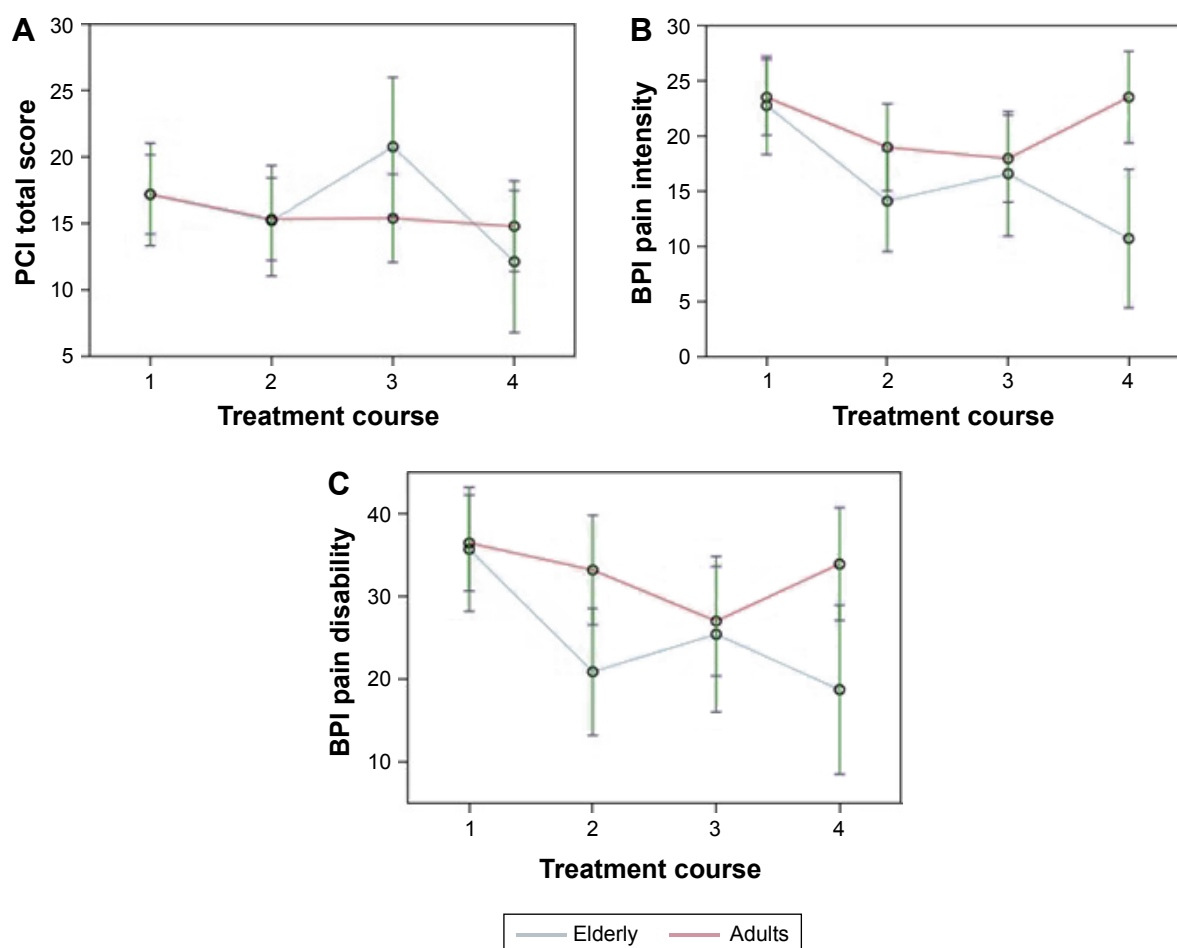 A
PCI total score
30
25
20
15
10
5
1 2 3 4
Treatment course
B
BPI pain intensity
30
25
20
15
10
5
0
1 2 3 4
Treatment course
C
BPI pain disability
40
30
20
10
1 2 3 4
Treatment course
Elderly Adults